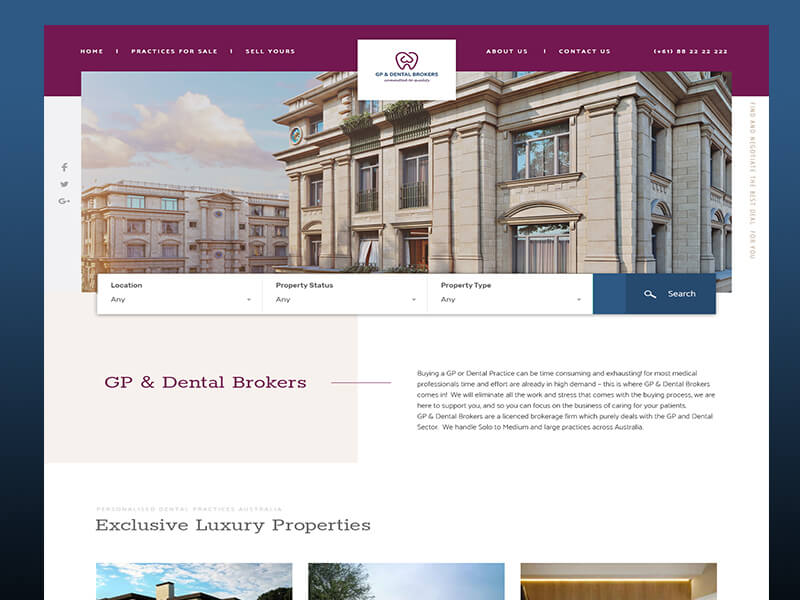 HOME | PRACTICES FOR SALE | SELL YOURS
GP & DENTAL BROKERS
committed to quality
ABOUT US | CONTACT US
(+61) 88 22 22 222
FIND AND NEGOTIATE THE BEST DEAL FOR YOU
Location
Any
Property Status
Any
Property Type
Any
Search
GP & Dental Brokers
Buying a GP or Dental Practice can be time consuming and exhausting! for most medical
professionals time and effort are already in high demand – this is where GP & Dental Brokers
comes in! We will eliminate all the work and stress that comes with the buying process, we are
here to support you, and so you can focus on the business of caring for your patients.
GP & Dental Brokers are a licenced brokerage firm which purely deals with the GP and Dental
Sector. We handle Solo to Medium and large practices across Australia.
PERSONALISED DENTAL PRACTICES AUSTRALIA
Exclusive Luxury Properties